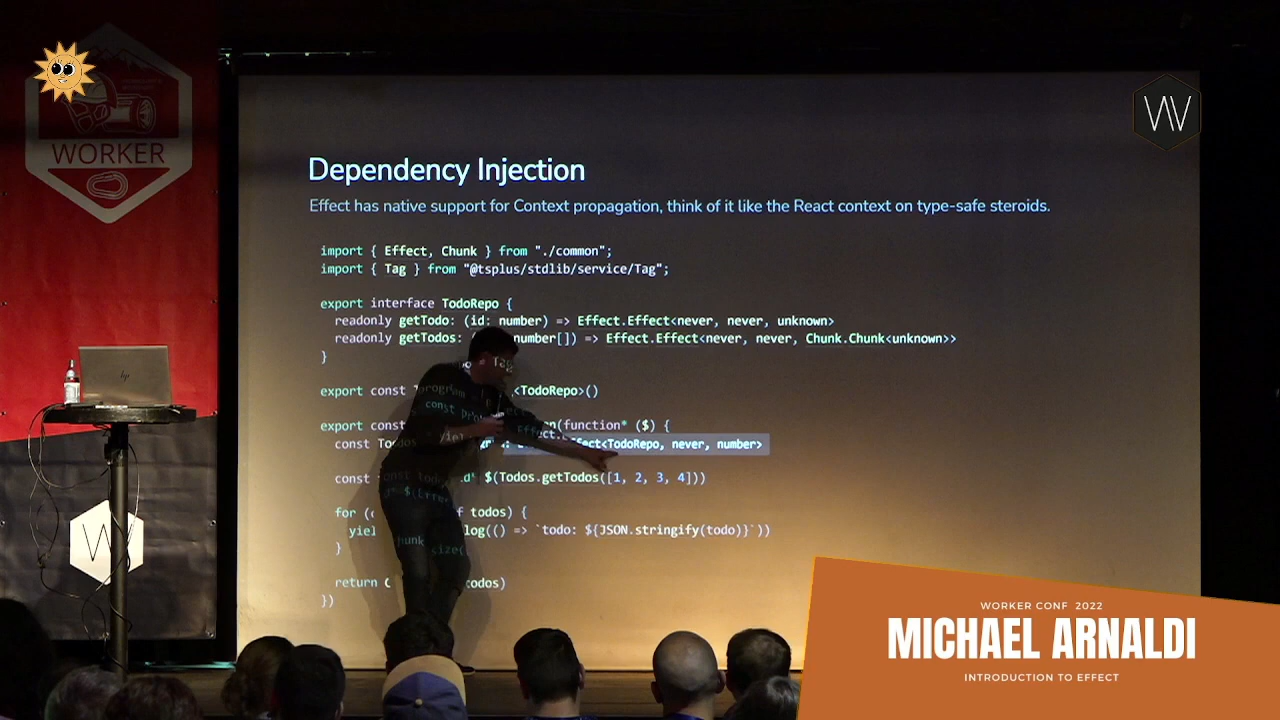 WORKER
W
Dependency Injection
Effect has native support for Context propagation, think of it like the React context on type-safe steroids.
import { Effect, Chunk } from "./common";
import { Tag } from "@tsplus/stdlib/service/Tag";
export interface TodoRepo {
readonly getTodo: (id: number) => Effect.Effect<never, never, unknown>
readonly getTodos: ( number[]) => Effect.Effect<never, never, Chunk.Chunk<unknown>>
}
export const <TodoRepo>()
export const (function* ($) {
const <TodoRepo, never, number>
const $(Todos.getTodos([1, 2, 3, 4]))
for ( todos) {
log(() => `todo: ${JSON.stringify(todo)}`))
}
return
})
hp
W
WORKER CONF 2022
MICHAEL ARNALDI
INTRODUCTION TO EFFECT